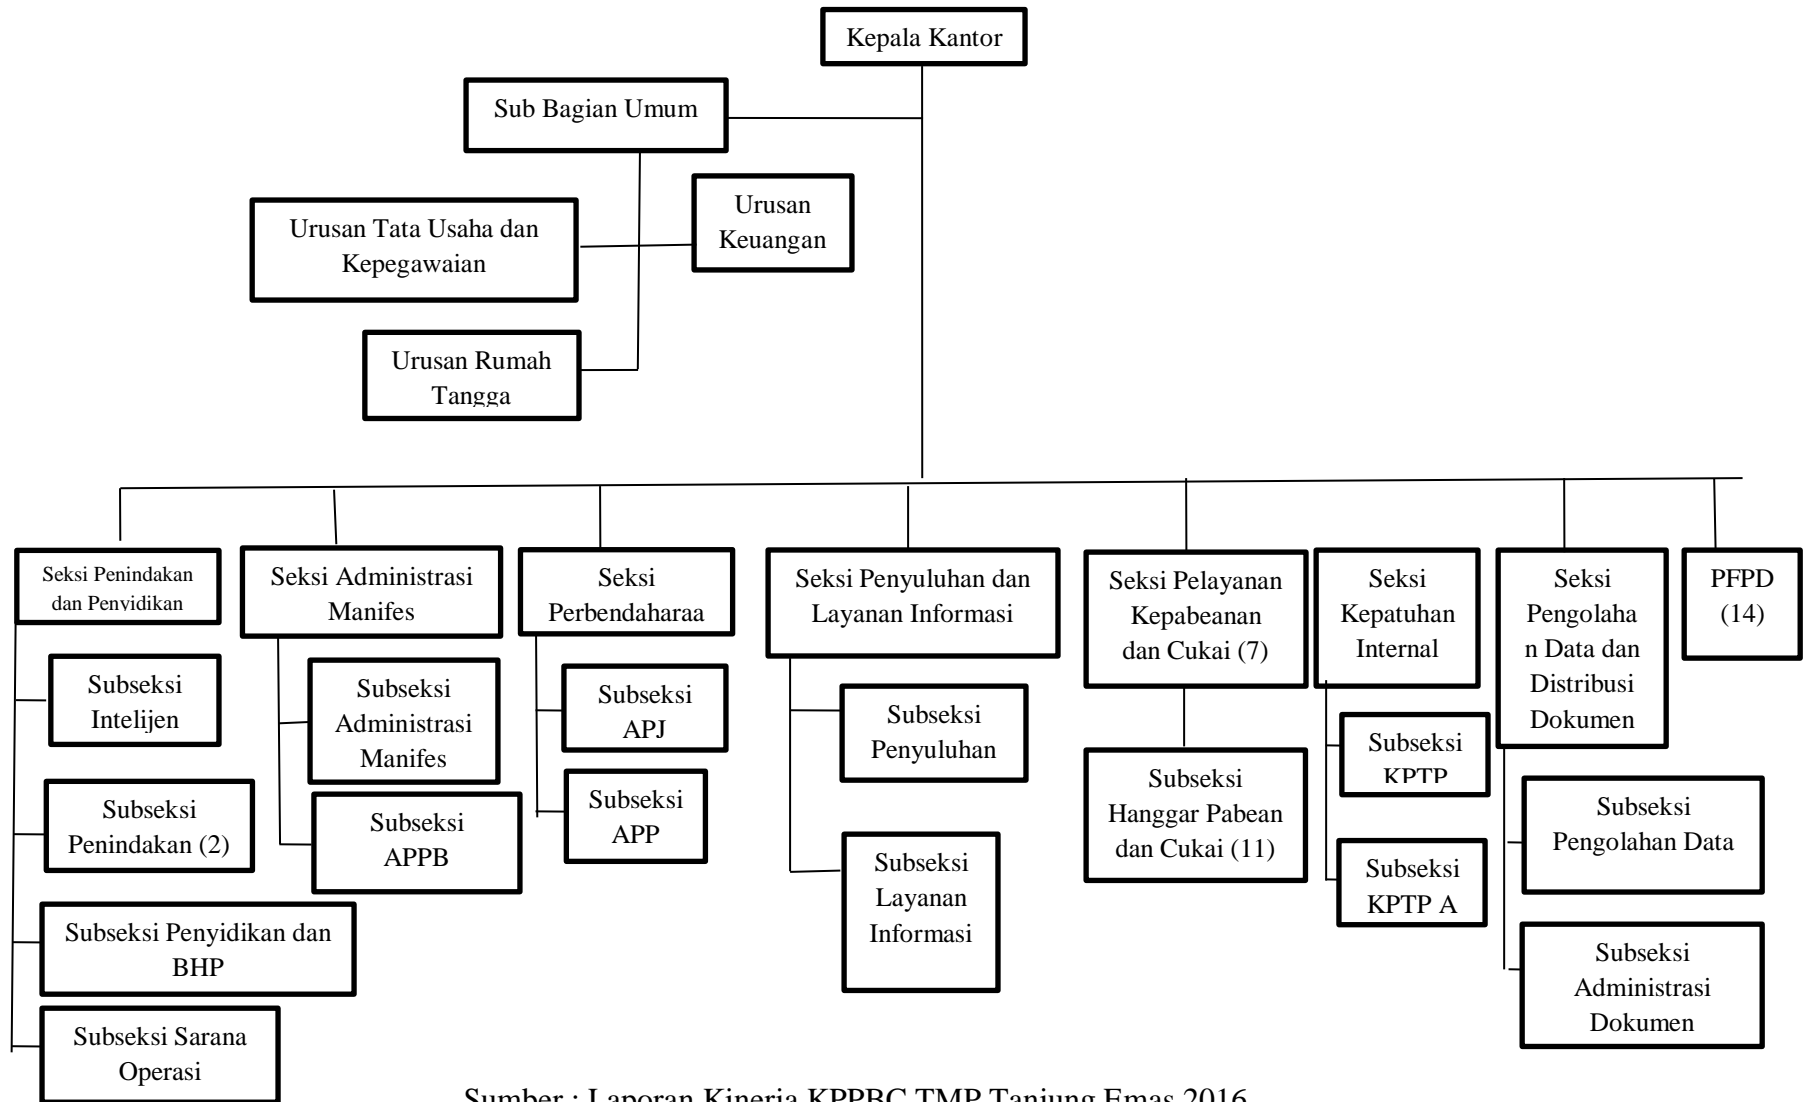 Kepala Kantor
Sub Bagian Umum
Urusan Tata Usaha dan
Kepegawaian
Urusan
Keuangan
Urusan Rumah
Tangga
Seksi Penindakan
dan Penyidikan
Subseksi
Intelijen
Subseksi
Penindakan (2)
Subseksi Penyidikan dan
BHP
Subseksi Sarana
Operasi
Seksi Administrasi
Manifes
Subseksi
Administrasi
Manifes
Subseksi
APPB
Seksi
Perbendaharaa
Subseksi
APJ
Subseksi
APP
Seksi Penyuluhan dan
Layanan Informasi
Subseksi
Penyuluhan
Subseksi
Layanan
Informasi
Seksi Pelayanan
Kepabeanan
dan Cukai (7)
Subseksi
Hanggar Pabean
dan Cukai (11)
Seksi
Kepatuhan
Internal
Subseksi
KPTP
Subseksi
KPTP A
Seksi
Pengolaha
n Data dan
Distribusi
Dokumen
Subseksi
Pengolahan Data
Subseksi
Administrasi
Dokumen
PFPD
(14)
Sumber : Laporan Kinerja KPPBC TMP Tanjung Emas 2016